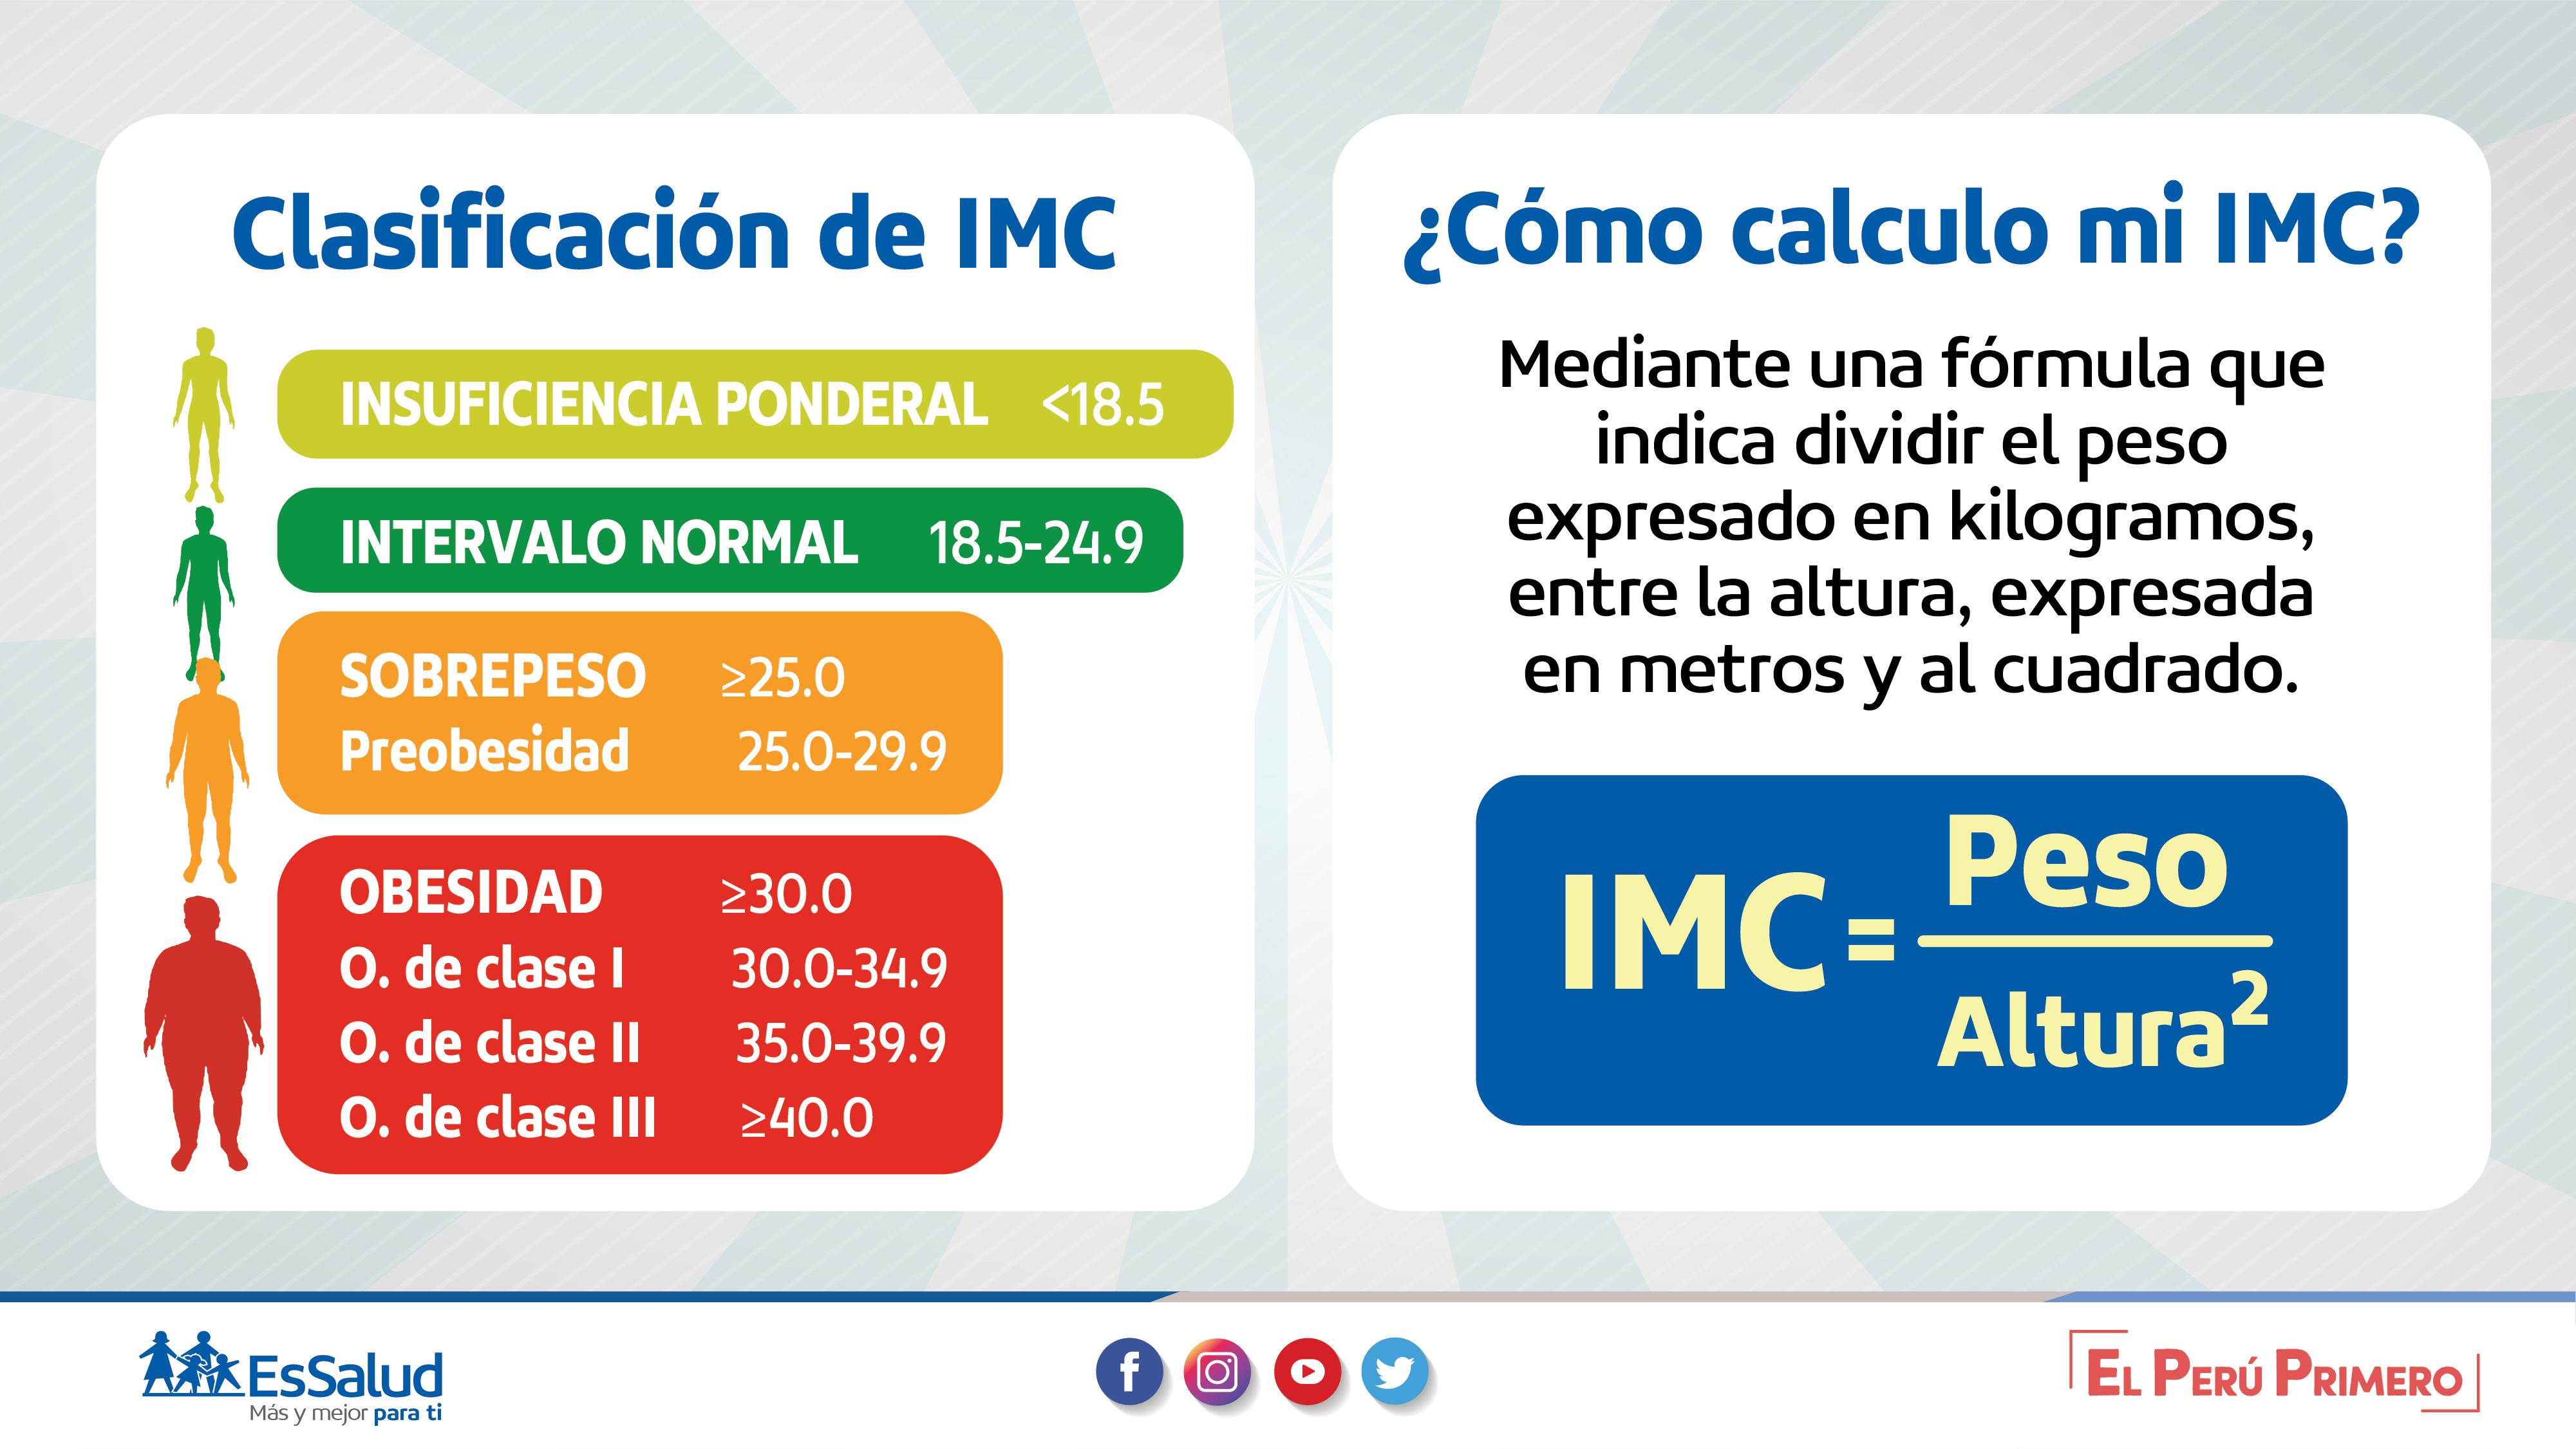 Clasificación de IMC
INSUFICIENCIA PONDERAL <18.5
INTERVALO NORMAL 18.5-24.9
SOBREPESO ≥25.0
Preobesidad 25.0-29.9
OBESIDAD ≥30.0
O. de clase I 30.0-34.9
O. de clase II 35.0-39.9
O. de clase III ≥40.0
¿Cómo calculo mi IMC?
Mediante una fórmula que
indica dividir el peso
expresado en kilogramos,
entre la altura, expresada
en metros y al cuadrado.
IMC = Peso
Altura²
EsSalud
Más y mejor para ti
f
EL PERÚ PRIMERO